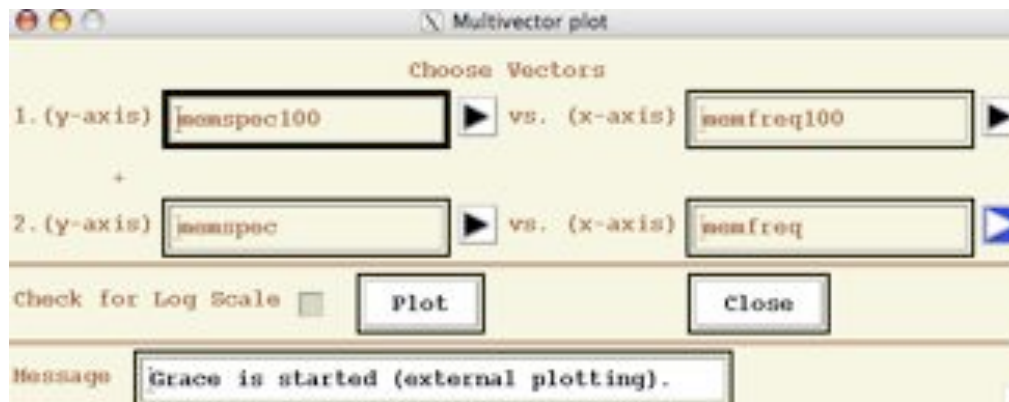 Multivector plot
Choose Vectors
1.(y-axis) memspec100 vs. (x-axis) memfreq100
+
2.(y-axis) memspec vs. (x-axis) memfreq
Check for Log Scale Plot Close
Message Grace is started (external plotting).